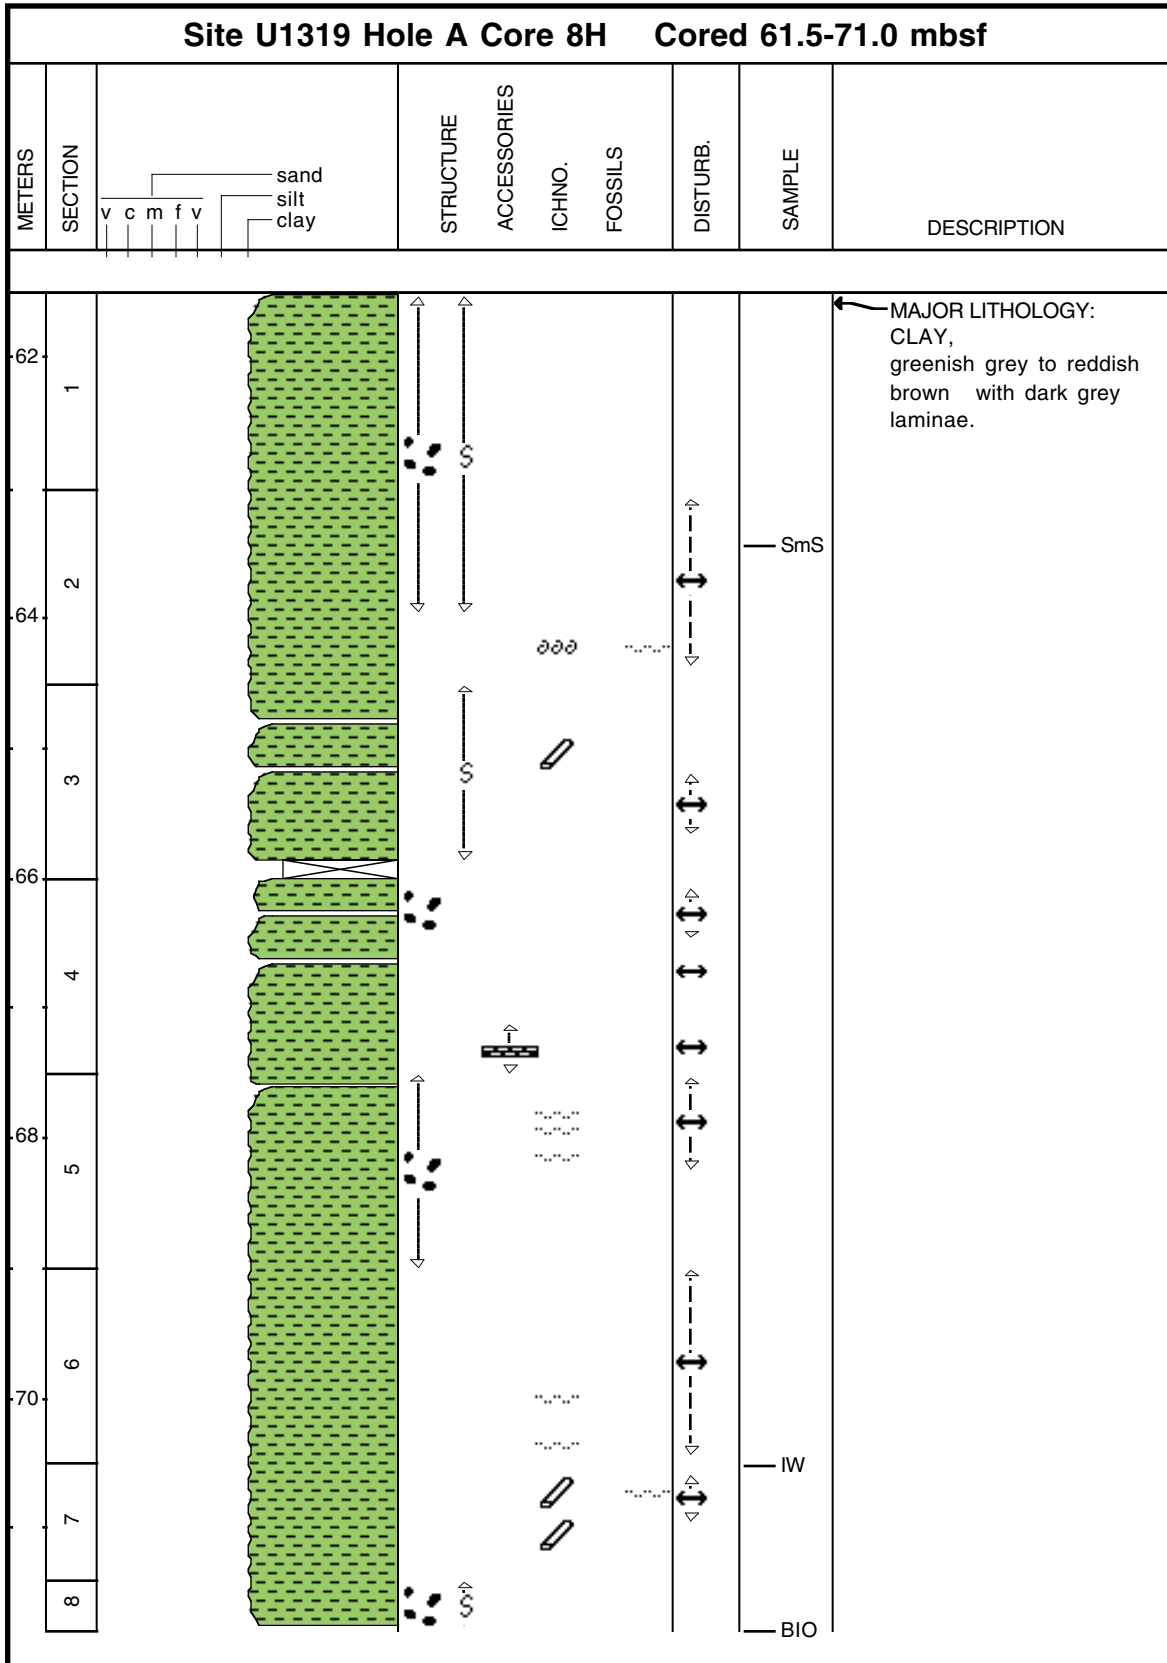 Site U1319 Hole A Core 8H Cored 61.5-71.0 mbsf
METERS
SECTION
v c m f v
sand
silt
clay
STRUCTURE
ACCESSORIES
ICHNO.
FOSSILS
DISTURB.
SAMPLE
DESCRIPTION
MAJOR LITHOLOGY:
CLAY,
greenish grey to reddish
brown with dark grey
laminae.
62
1
S
SmS
2
64
3
S
66
4
68
5
6
70
IW
7
8
S
BIO